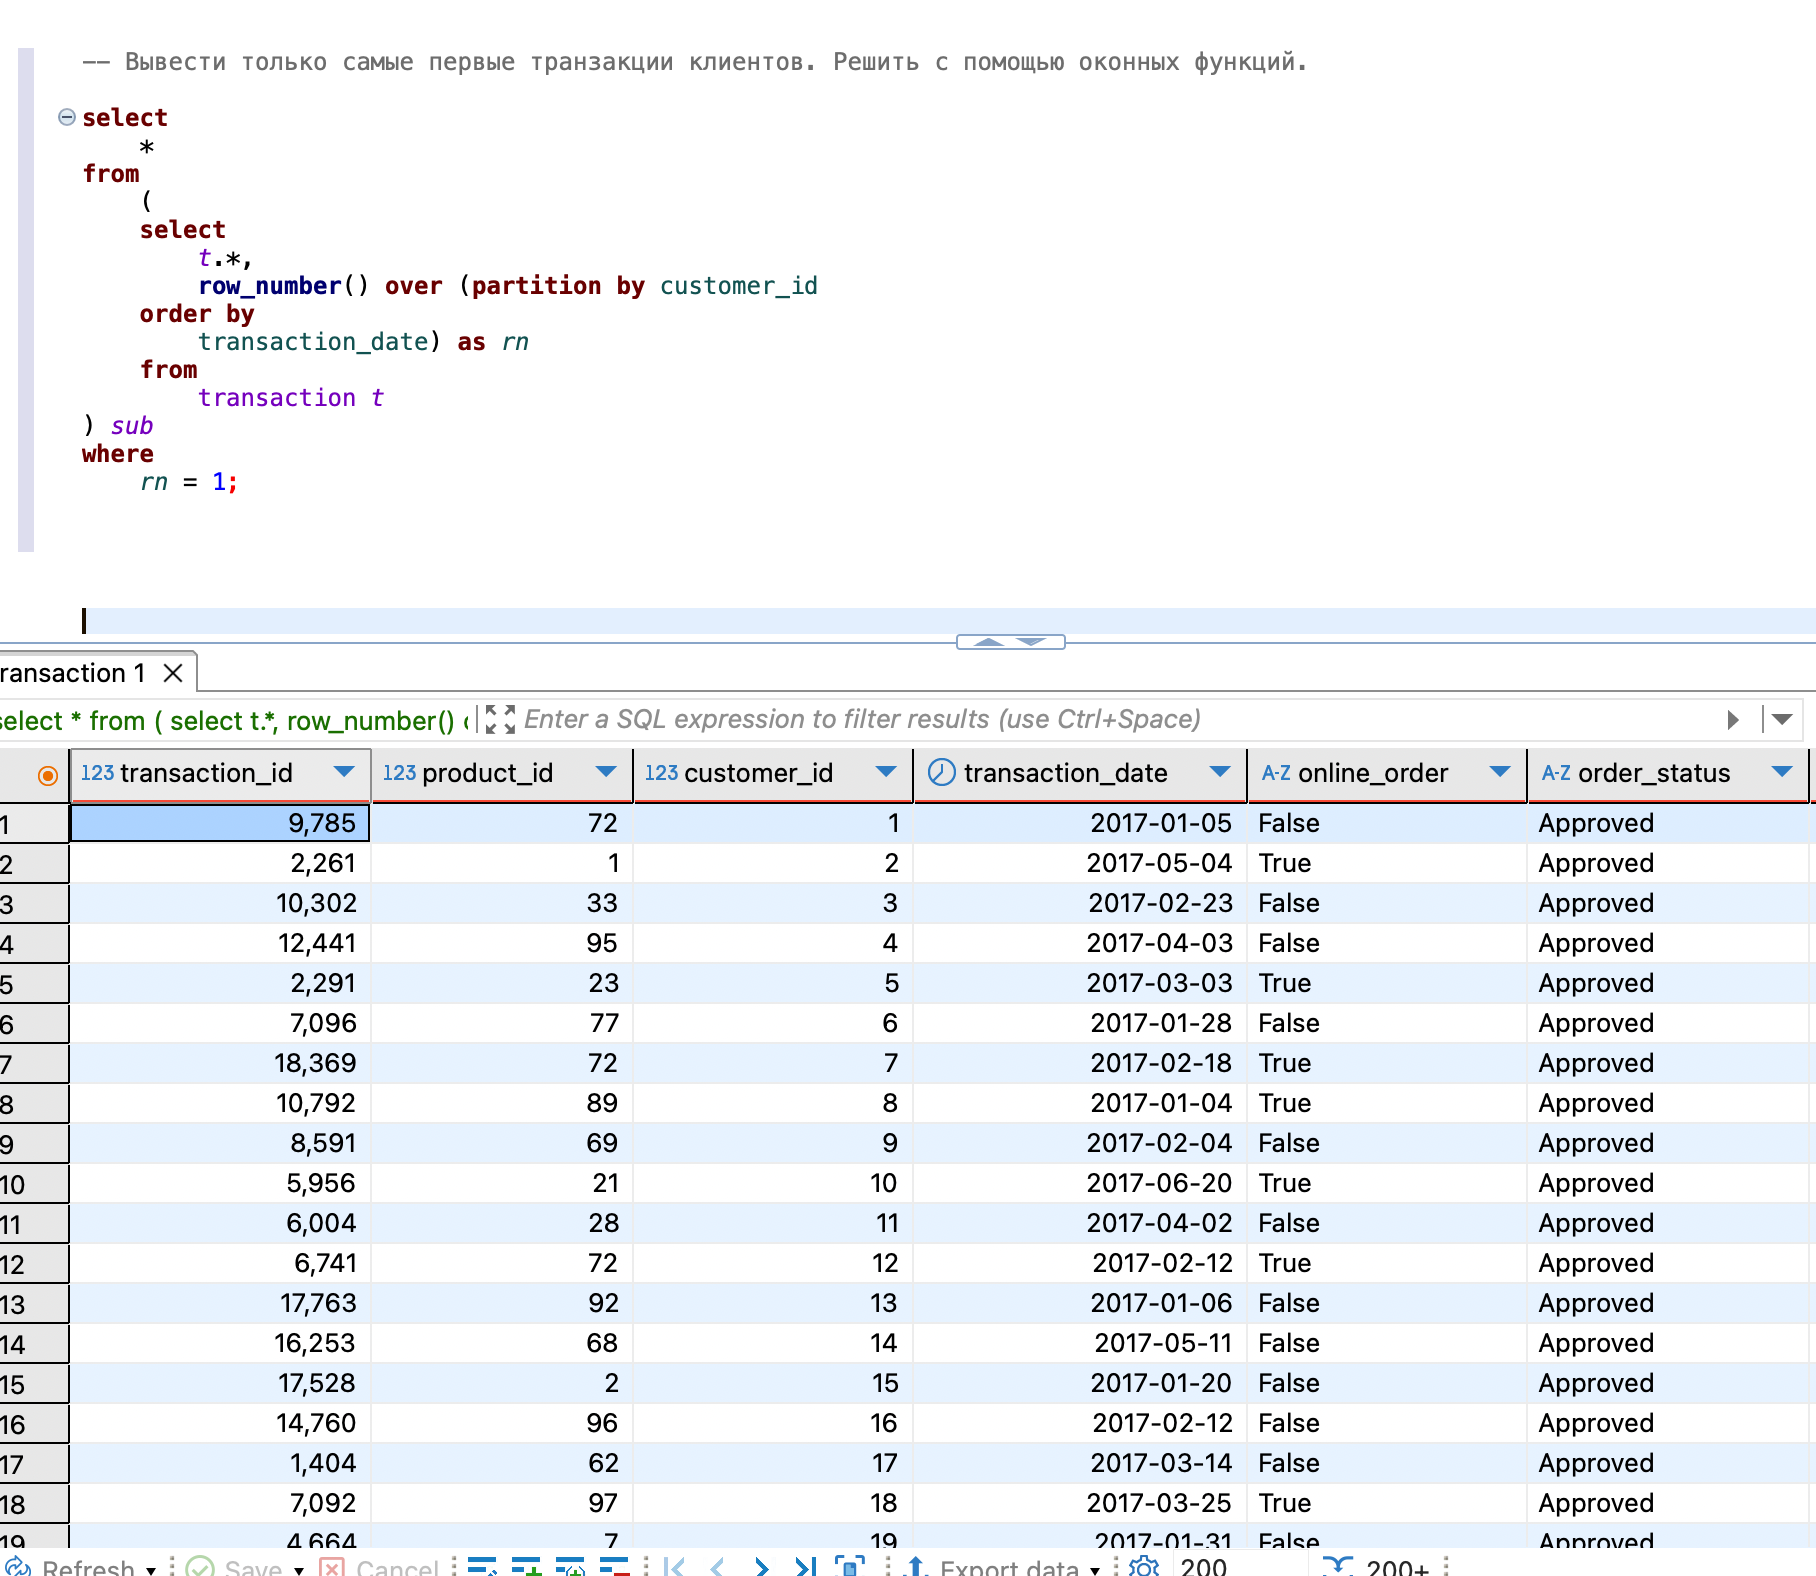 -- Вывести только самые первые транзакции клиентов. Решить с помощью оконных функций.
select
*
from
(
select
t.*,
row_number() over (partition by customer_id
order by
transaction_date) as rn
from
transaction t
) sub
where
rn = 1;
ransaction 1
select * from ( select t.*, row_number() Enter a SQL expression to filter results (use Ctrl+Space)
123 transaction_id 123 product_id 123 customer_id transaction_date A-Z online_order A-Z order_status
1 9,785 72 1 2017-01-05 False Approved
2 2,261 1 2 2017-05-04 True Approved
3 10,302 33 3 2017-02-23 False Approved
4 12,441 95 4 2017-04-03 False Approved
5 2,291 23 5 2017-03-03 True Approved
6 7,096 77 6 2017-01-28 False Approved
7 18,369 72 7 2017-02-18 True Approved
8 10,792 89 8 2017-01-04 True Approved
9 8,591 69 9 2017-02-04 False Approved
10 5,956 21 10 2017-06-20 True Approved
11 6,004 28 11 2017-04-02 False Approved
12 6,741 72 12 2017-02-12 True Approved
13 17,763 92 13 2017-01-06 False Approved
14 16,253 68 14 2017-05-11 False Approved
15 17,528 2 15 2017-01-20 False Approved
16 14,760 96 16 2017-02-12 False Approved
17 1,404 62 17 2017-03-14 False Approved
18 7,092 97 18 2017-03-25 True Approved
19 4,664 7 19 2017-01-31 False Approved
Refresh Save Cancel Export data 200 200+